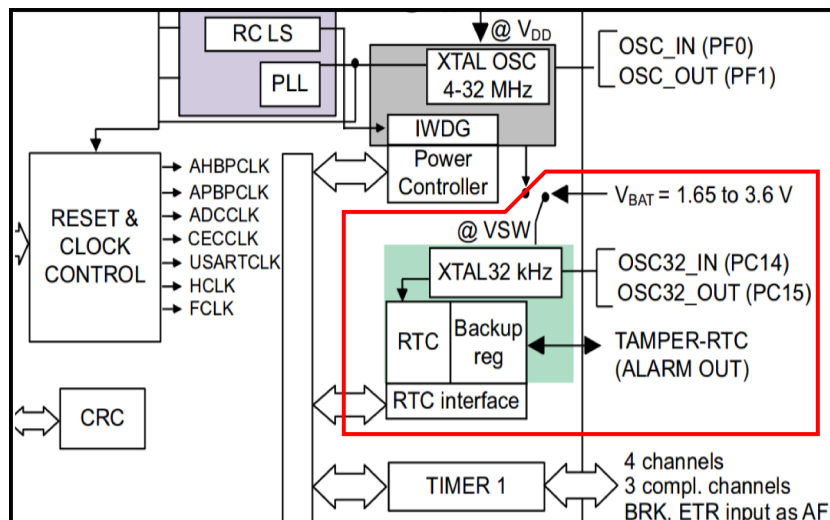 @ VDD
RC LS
PLL
XTAL OSC
4-32 MHz
OSC_IN (PF0)
OSC_OUT (PF1)
IWDG
Power
Controller
RESET &
CLOCK
CONTROL
AHBPCLK
APBPCLK
ADCCLK
CECCLK
USARTCLK
HCLK
FCLK
VBAT = 1.65 to 3.6 V
@ VSW
XTAL32 kHz
OSC32_IN (PC14)
OSC32_OUT (PC15)
RTC
Backup
reg
TAMPER-RTC
(ALARM OUT)
RTC interface
CRC
TIMER 1
4 channels
3 compl. channels
BRK, ETR input as AF